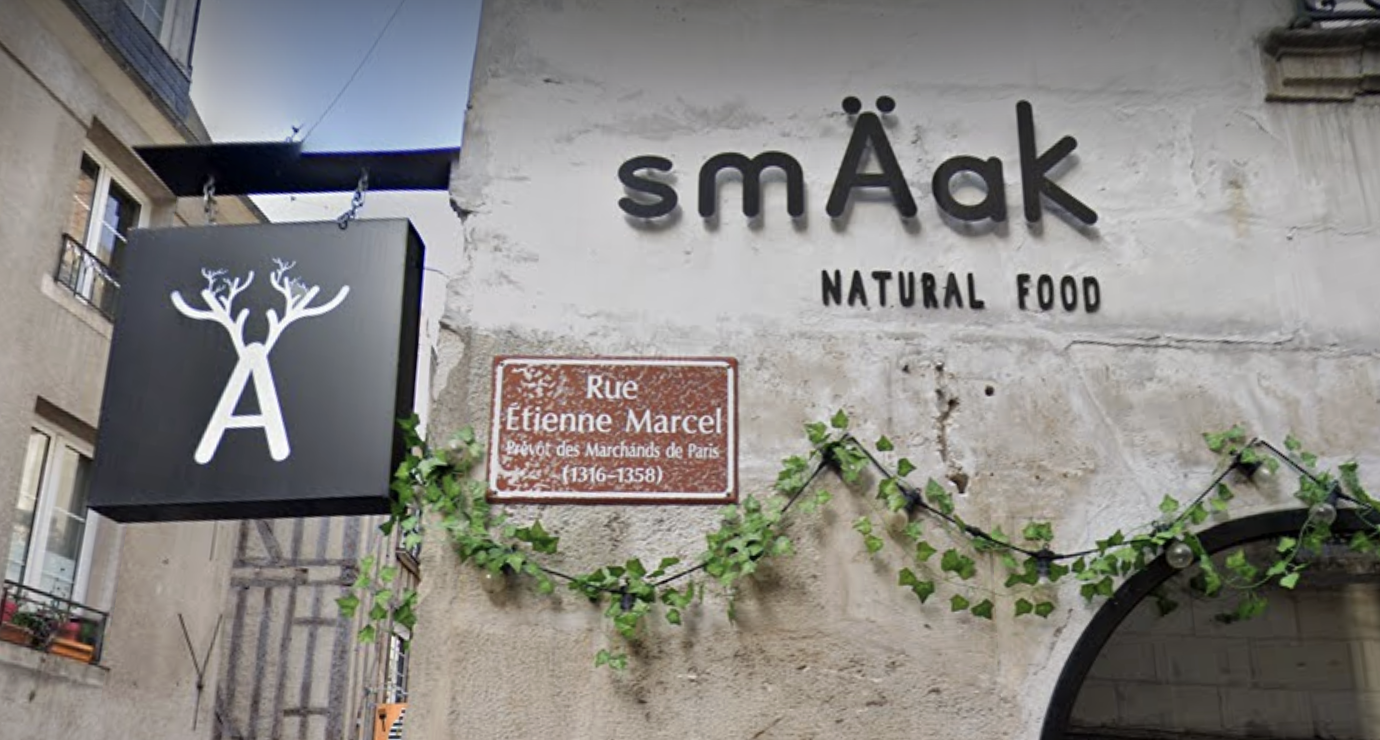 smÄak
NATURAL FOOD
A
Rue
Étienne Marcel
Prévôt des Marchands de Paris
(1316-1358)